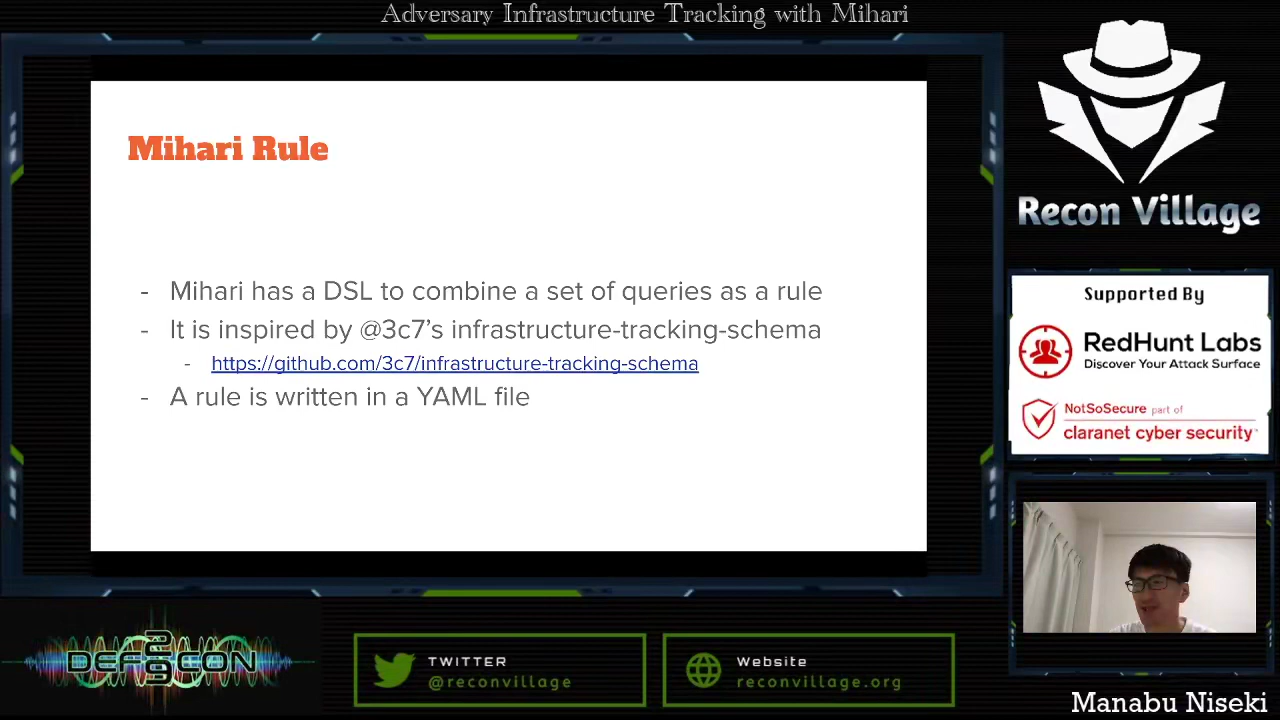 Adversary Infrastructure Tracking with Mihari
Mihari Rule
- Mihari has a DSL to combine a set of queries as a rule
- It is inspired by @3c7's infrastructure-tracking-schema
- https://github.com/3c7/infrastructure-tracking-schema
- A rule is written in a YAML file
Recon Village
Supported By
RedHunt Labs
Discover Your Attack Surface
NotSoSecure part of
claranet cyber security
DEF CON
29
TWITTER
@reconvillage
Website
reconvillage.org
Manabu Niseki